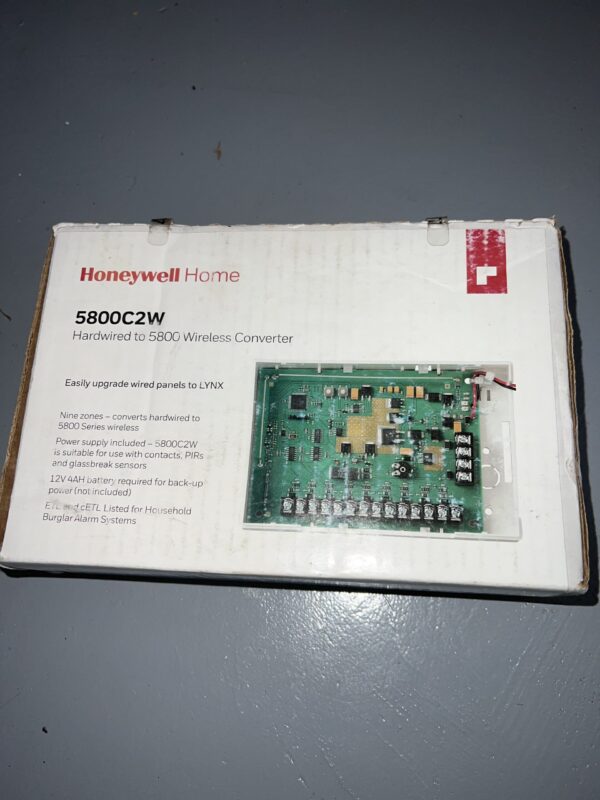 Honeywell Home
5800C2W
Hardwired to 5800 Wireless Converter
Easily upgrade wired panels to LYNX
Nine zones – converts hardwired to
5800 Series wireless
Power supply included – 5800C2W
is suitable for use with contacts, PIRs
and glassbreak sensors
12V 4AH battery required for back-up
power (not included)
ETL and cETL Listed for Household
Burglar Alarm Systems